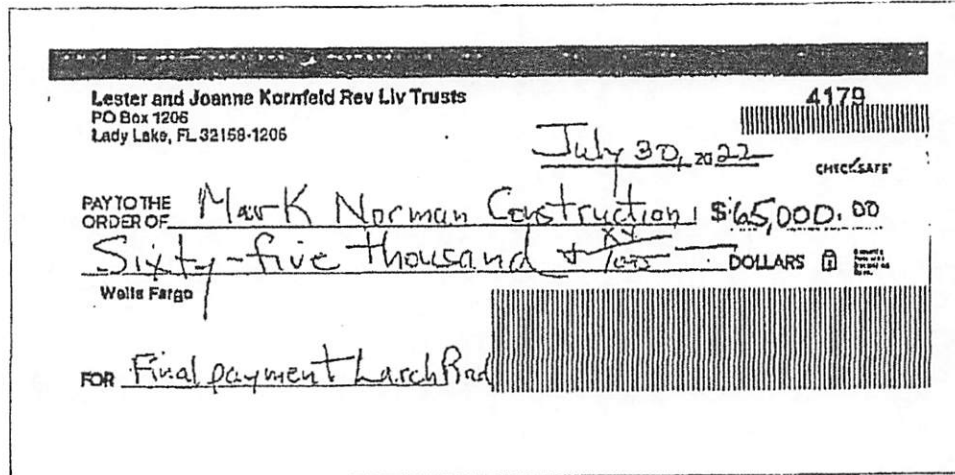 Lester and Joanne Kornfeld Rev Liv Trusts
4179
PO Box 1206
Lady Lake, FL 32158-1206
July 30, 2022
CHECKSAFE
PAY TO THE ORDER OF Mark Norman Construction $65,000.00
Sixty-five thousand + xx/100 DOLLARS
Wells Fargo
FOR Final payment Larch Road